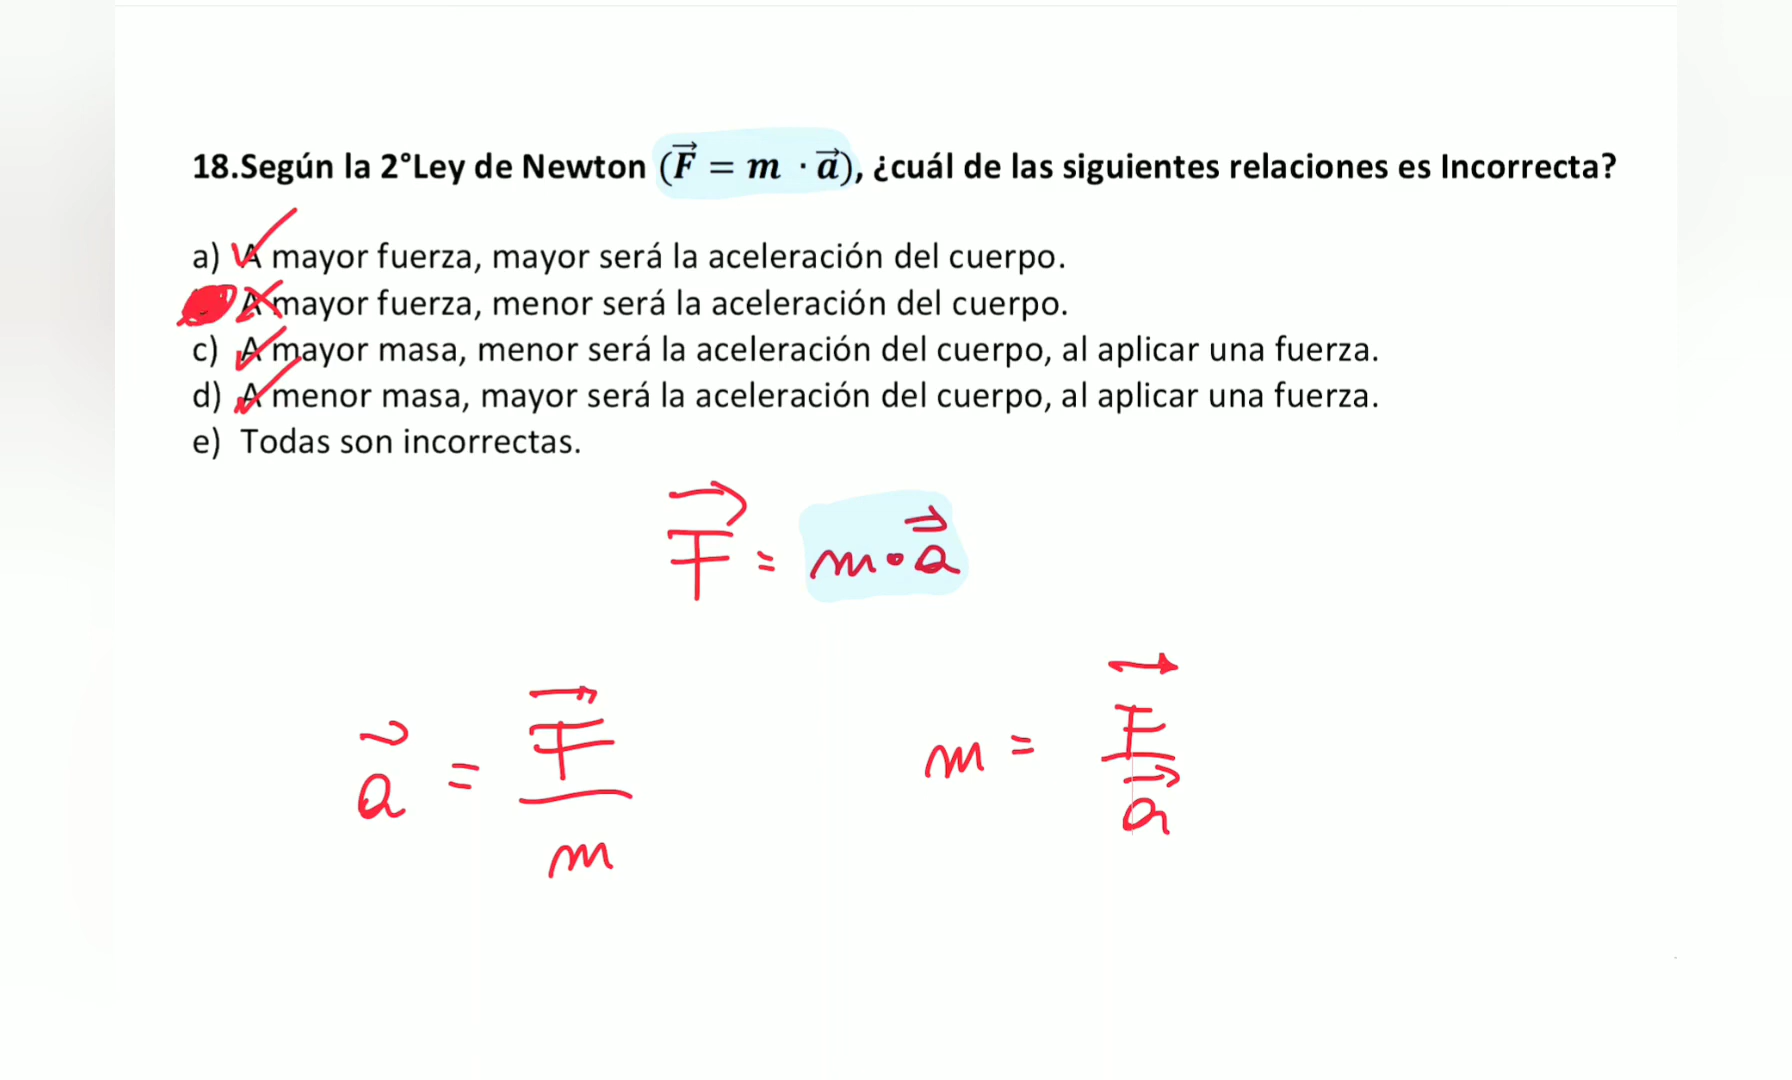 18.Según la 2°Ley de Newton (F⃗ = m · a⃗), ¿cuál de las siguientes relaciones es Incorrecta?
a) A mayor fuerza, mayor será la aceleración del cuerpo.
A mayor fuerza, menor será la aceleración del cuerpo.
c) A mayor masa, menor será la aceleración del cuerpo, al aplicar una fuerza.
d) A menor masa, mayor será la aceleración del cuerpo, al aplicar una fuerza.
e) Todas son incorrectas.
F⃗ = m · a⃗
a⃗ = F⃗ / m
m = F⃗ / a⃗